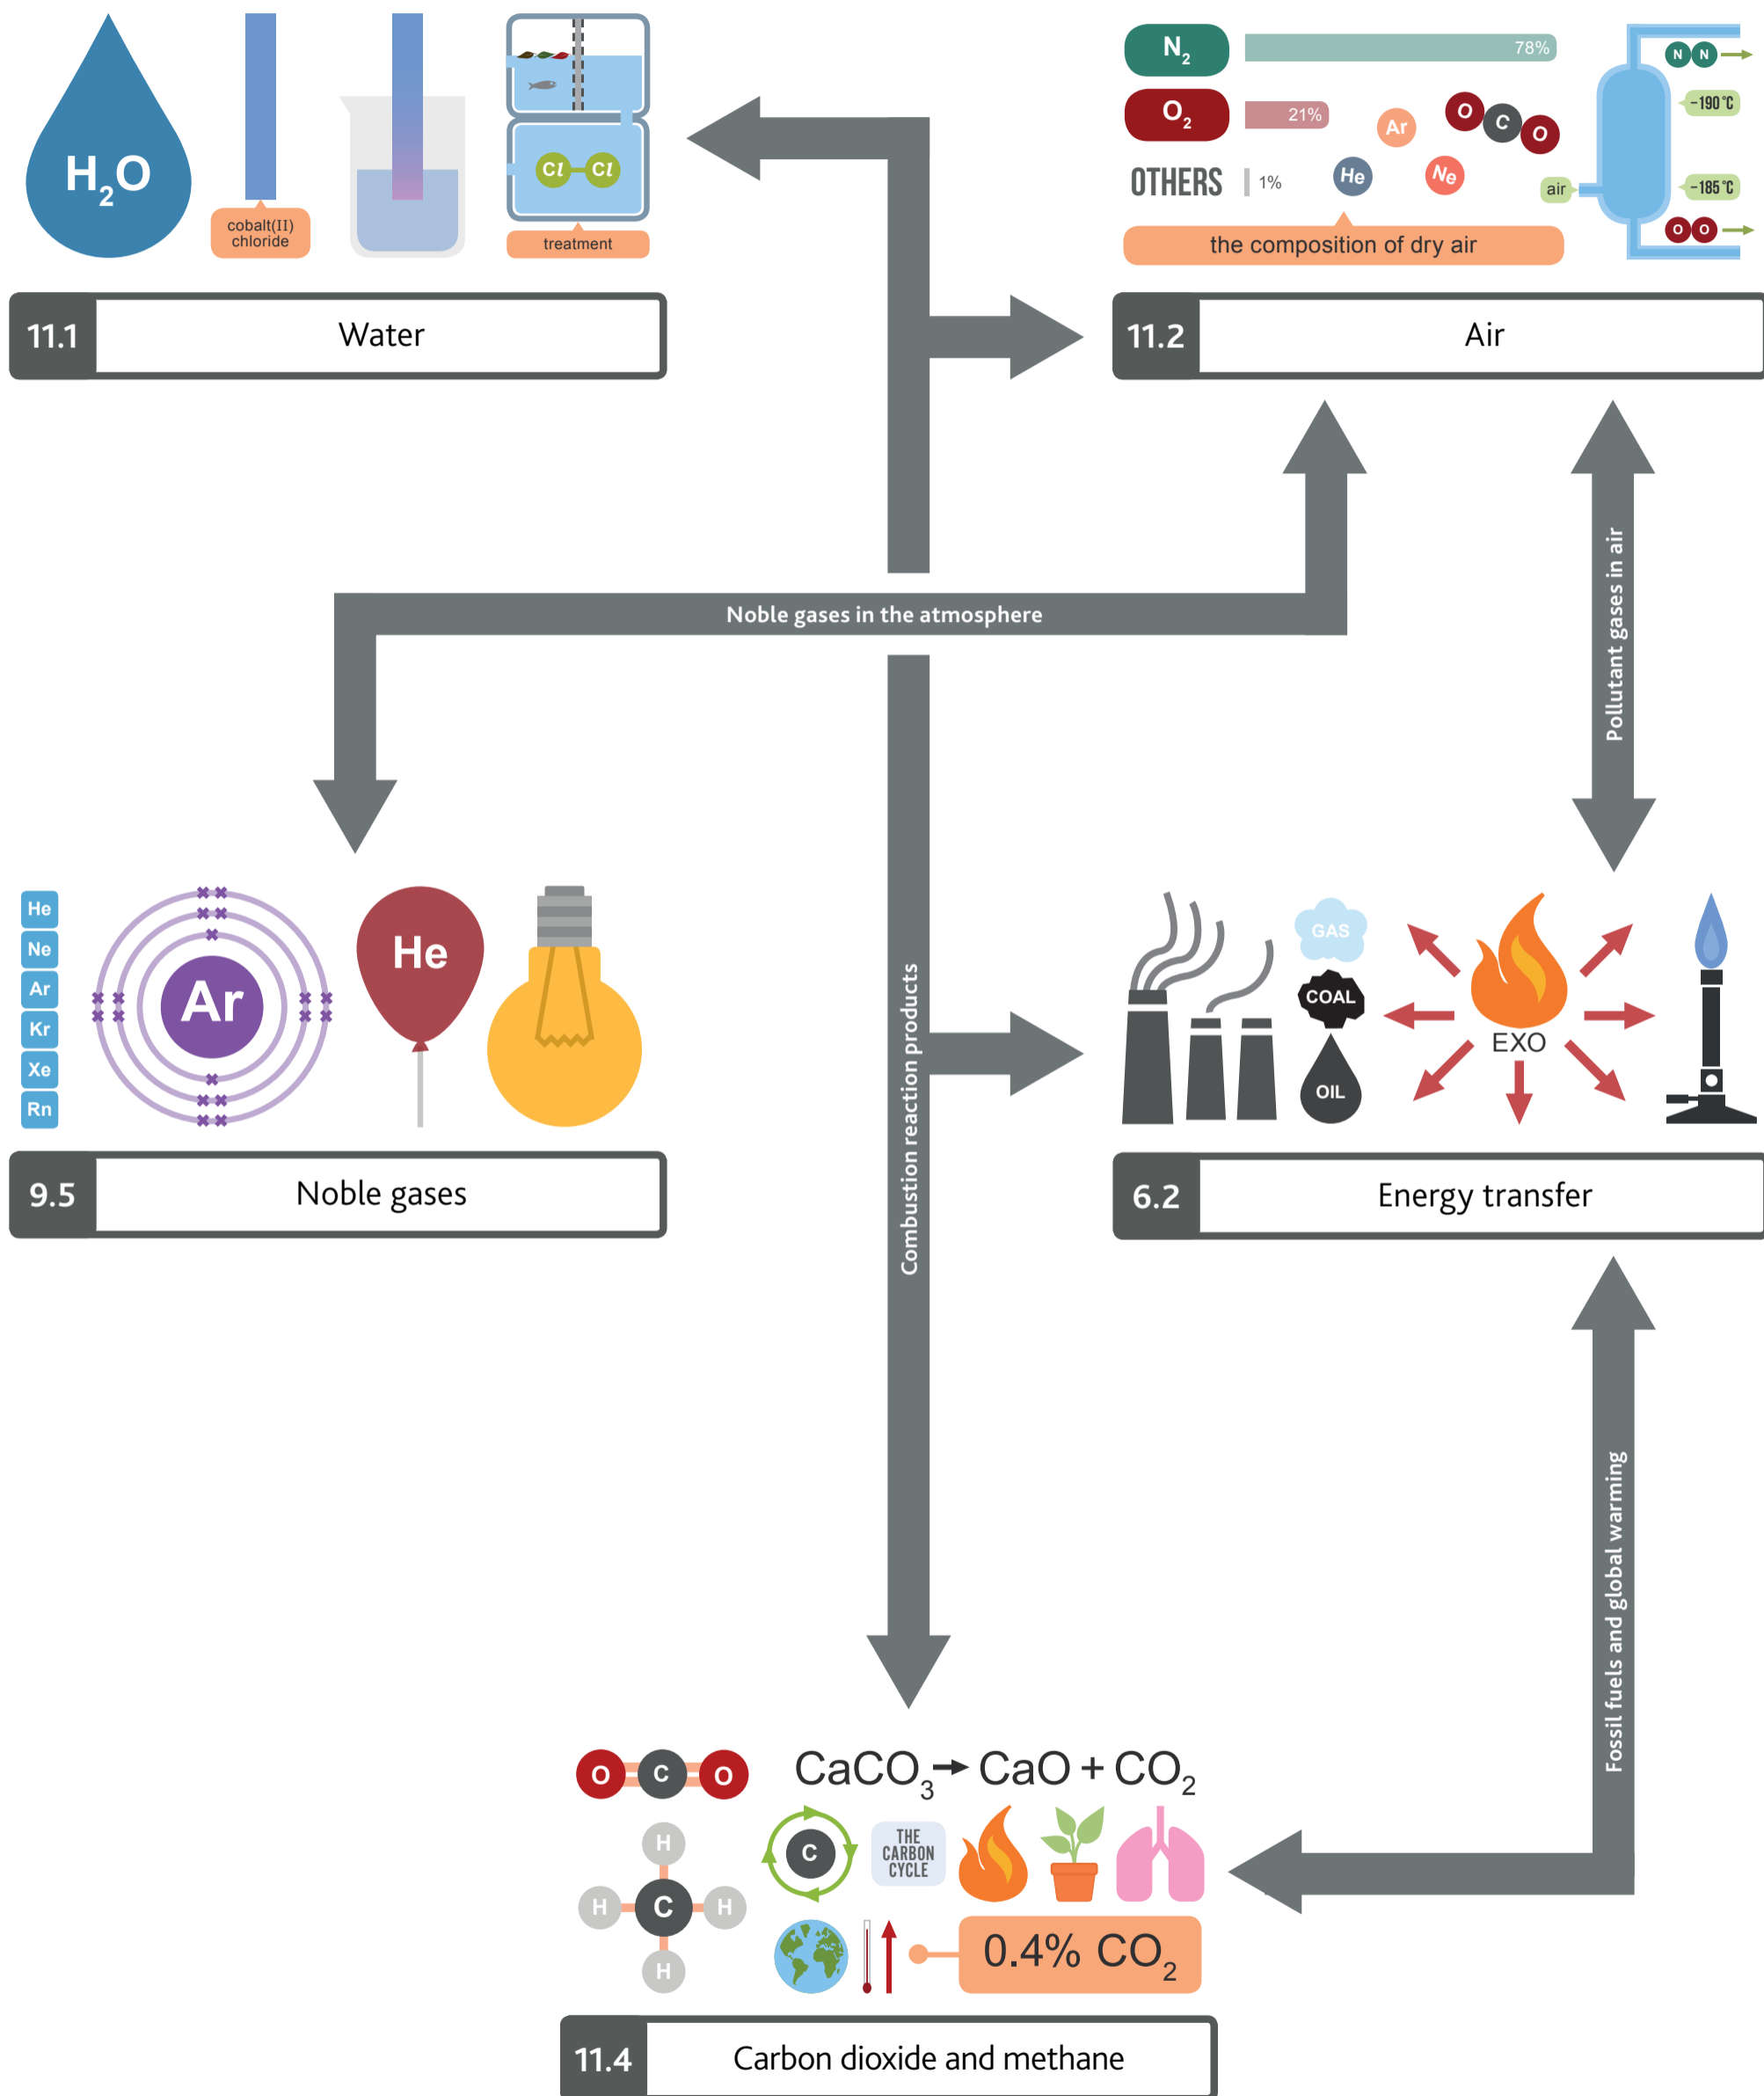 H₂O
cobalt(II)
chloride
Cl Cl
treatment
11.1 Water
N₂ 78%
O₂ 21%
OTHERS 1%
Ar
O C O
He
Ne
the composition of dry air
N N
−190 °C
air
−185 °C
O O
11.2 Air
Noble gases in the atmosphere
Pollutant gases in air
He
Ne
Ar
Kr
Xe
Rn
Ar
He
9.5 Noble gases
Combustion reaction products
GAS
COAL
OIL
EXO
6.2 Energy transfer
Fossil fuels and global warming
O C O
CaCO₃ → CaO + CO₂
H
H C H
H
C
THE
CARBON
CYCLE
0.4% CO₂
11.4 Carbon dioxide and methane